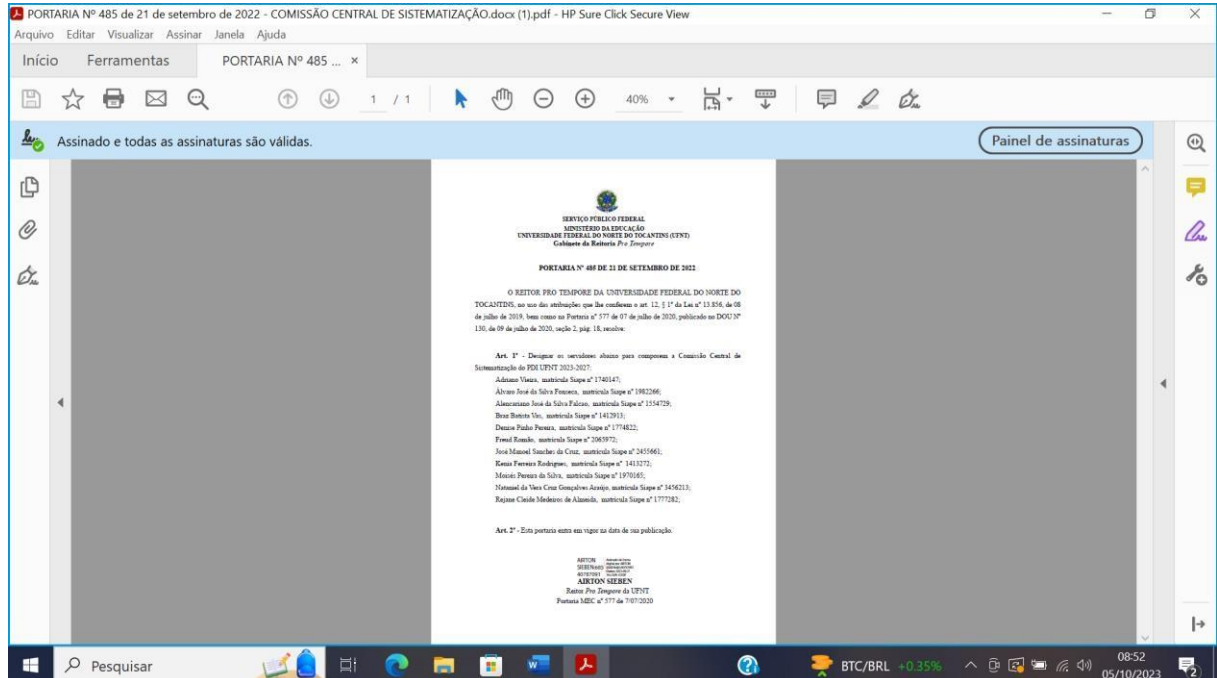 PORTARIA Nº 485 de 21 de setembro de 2022 - COMISSÃO CENTRAL DE SISTEMATIZAÇÃO.docx (1).pdf - HP Sure Click Secure View
Arquivo Editar Visualizar Assinar Janela Ajuda
Início Ferramentas PORTARIA Nº 485 ... ×
1 / 1 40%
Assinado e todas as assinaturas são válidas. Painel de assinaturas
SERVIÇO PÚBLICO FEDERAL
MINISTÉRIO DA EDUCAÇÃO
UNIVERSIDADE FEDERAL DO NORTE DO TOCANTINS (UFNT)
Gabinete da Reitoria Pro Tempore
PORTARIA Nº 485 DE 21 DE SETEMBRO DE 2022
O REITOR PRO TEMPORE DA UNIVERSIDADE FEDERAL DO NORTE DO
TOCANTINS, no uso das atribuições que lhe conferem o art. 12, § 1º da Lei nº 13.856, de 08
de julho de 2019, bem como na Portaria nº 577 de 07 de julho de 2020, publicado no DOU Nº
130, de 09 de julho de 2020, seção 2, pág. 18, resolve:
Art. 1º - Designar os servidores abaixo para comporem a Comissão Central de
Sistematização do PDI UFNT 2023-2027:
Adriano Vieira, matrícula Siape nº 1740147;
Álvaro José da Silva Fonseca, matrícula Siape nº 1982266;
Alencariano José da Silva Falcao, matrícula Siape nº 1554729;
Braz Batista Vas, matrícula Siape nº 1412913;
Denise Pinho Pereira, matrícula Siape nº 1774822;
Freud Romão, matrícula Siape nº 2065972;
José Manoel Sanches da Cruz, matrícula Siape nº 2455661;
Kenia Ferreira Rodrigues, matrícula Siape nº 1413272;
Moisés Pereira da Silva, matrícula Siape nº 1970165;
Nataniel da Vera Cruz Gonçalves Araújo, matrícula Siape nº 3456213;
Rejane Cleide Medeiros de Almeida, matrícula Siape nº 1777282;
Art. 2º - Esta portaria entra em vigor na data de sua publicação.
AIRTON
AIRTON SIEBEN
Reitor Pro Tempore da UFNT
Portaria MEC nº 577 de 7/07/2020
Pesquisar BTC/BRL +0.35% 08:52
05/10/2023 2